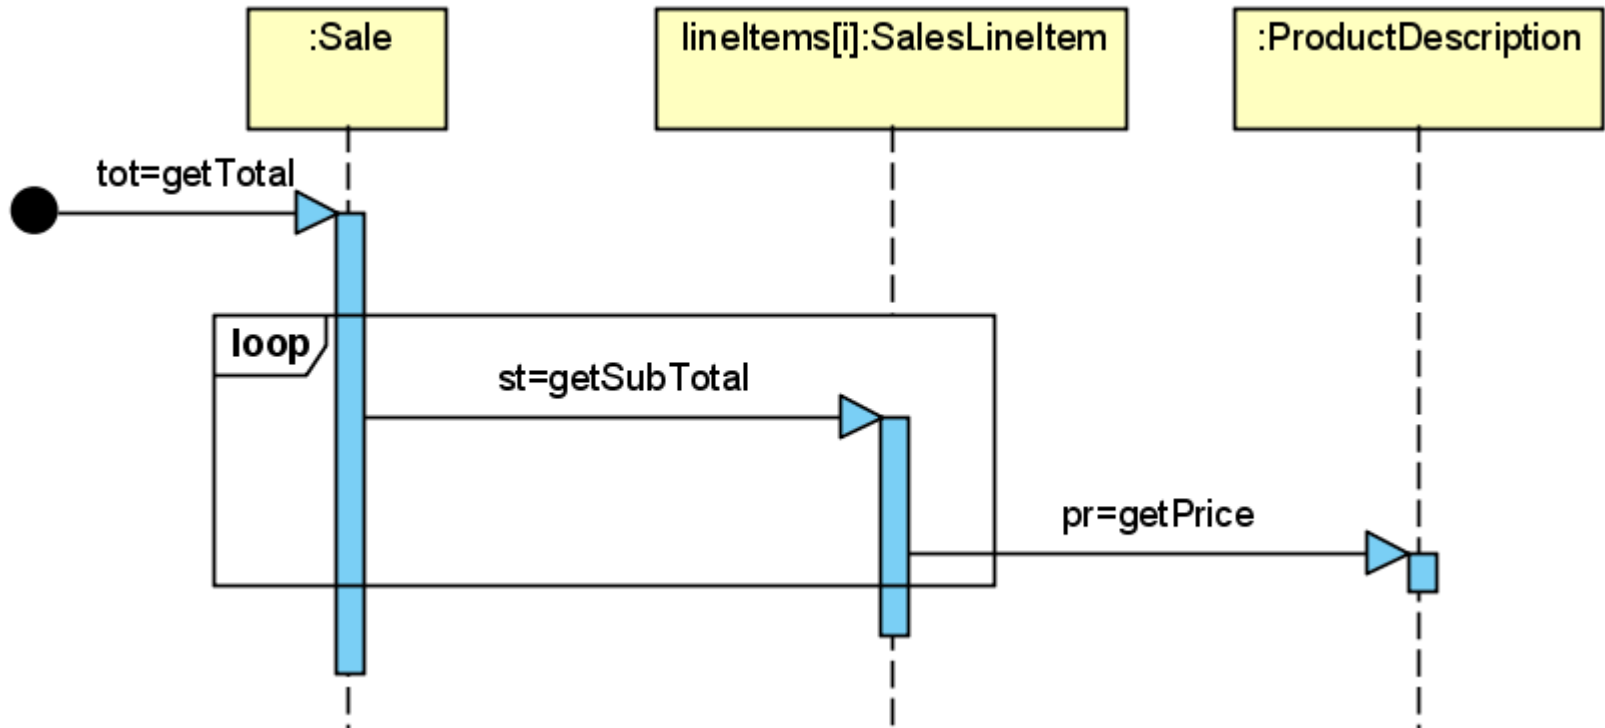 :Sale
lineItems[i]:SalesLineItem
:ProductDescription
tot=getTotal
loop
st=getSubTotal
pr=getPrice